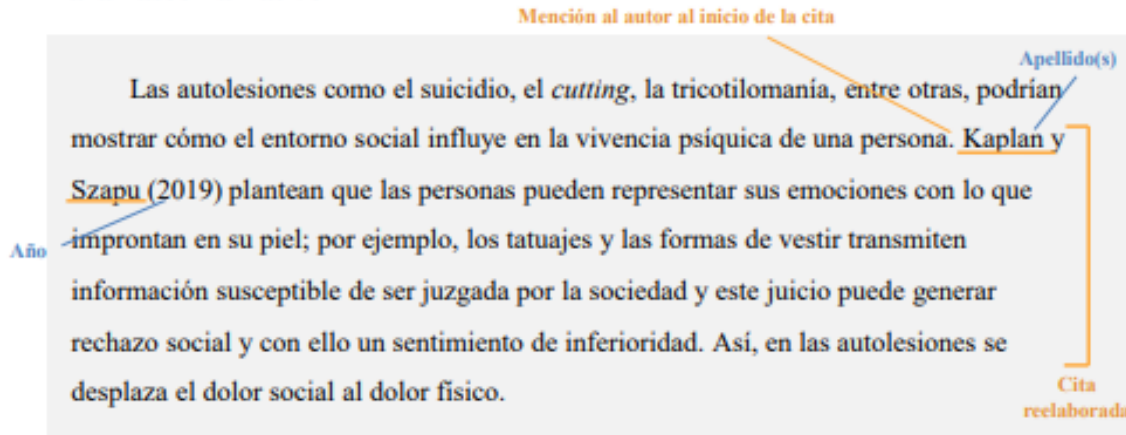 Mención al autor al inicio de la cita
Apellido(s)
Las autolesiones como el suicidio, el cutting, la tricotilomanía, entre otras, podrían
mostrar cómo el entorno social influye en la vivencia psíquica de una persona. Kaplan y
Szapu (2019) plantean que las personas pueden representar sus emociones con lo que
Año
improntan en su piel; por ejemplo, los tatuajes y las formas de vestir transmiten
información susceptible de ser juzgada por la sociedad y este juicio puede generar
rechazo social y con ello un sentimiento de inferioridad. Así, en las autolesiones se
desplaza el dolor social al dolor físico.
Cita
reelaborada